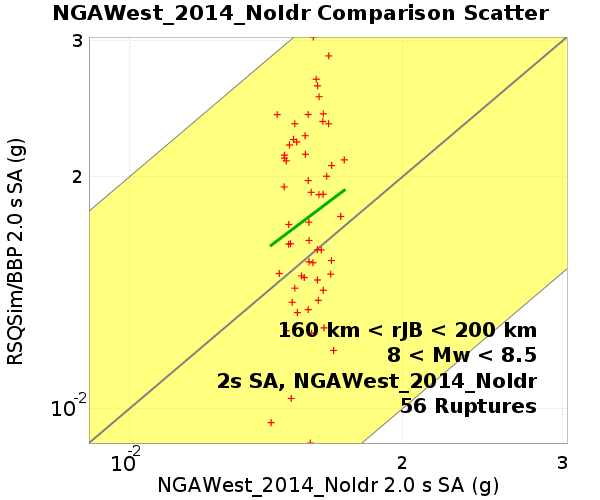 NGAWest_2014_NoIdr Comparison Scatter
3
2
10-2
RSQSim/BBP 2.0 s SA (g)
160 km < rJB < 200 km
8 < Mw < 8.5
2s SA, NGAWest_2014_NoIdr
56 Ruptures
10-2 2 3
NGAWest_2014_NoIdr 2.0 s SA (g)